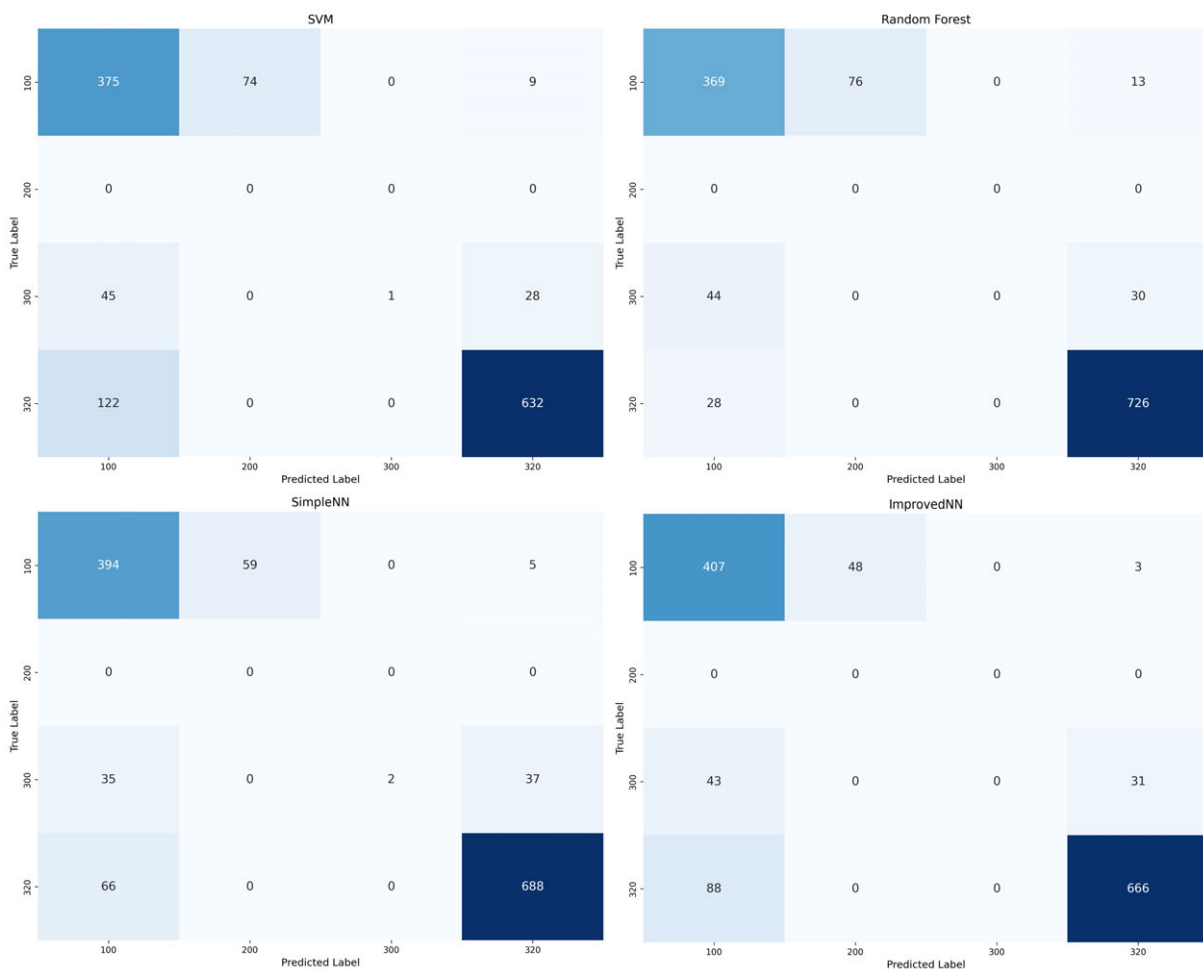 SVM
100
375 74 0 9
200
0 0 0 0
300
45 0 1 28
320
122 0 0 632
True Label
100 200 300 320
Predicted Label
Random Forest
100
369 76 0 13
200
0 0 0 0
300
44 0 0 30
320
28 0 0 726
True Label
100 200 300 320
Predicted Label
SimpleNN
100
394 59 0 5
200
0 0 0 0
300
35 0 2 37
320
66 0 0 688
True Label
100 200 300 320
Predicted Label
ImprovedNN
100
407 48 0 3
200
0 0 0 0
300
43 0 0 31
320
88 0 0 666
True Label
100 200 300 320
Predicted Label